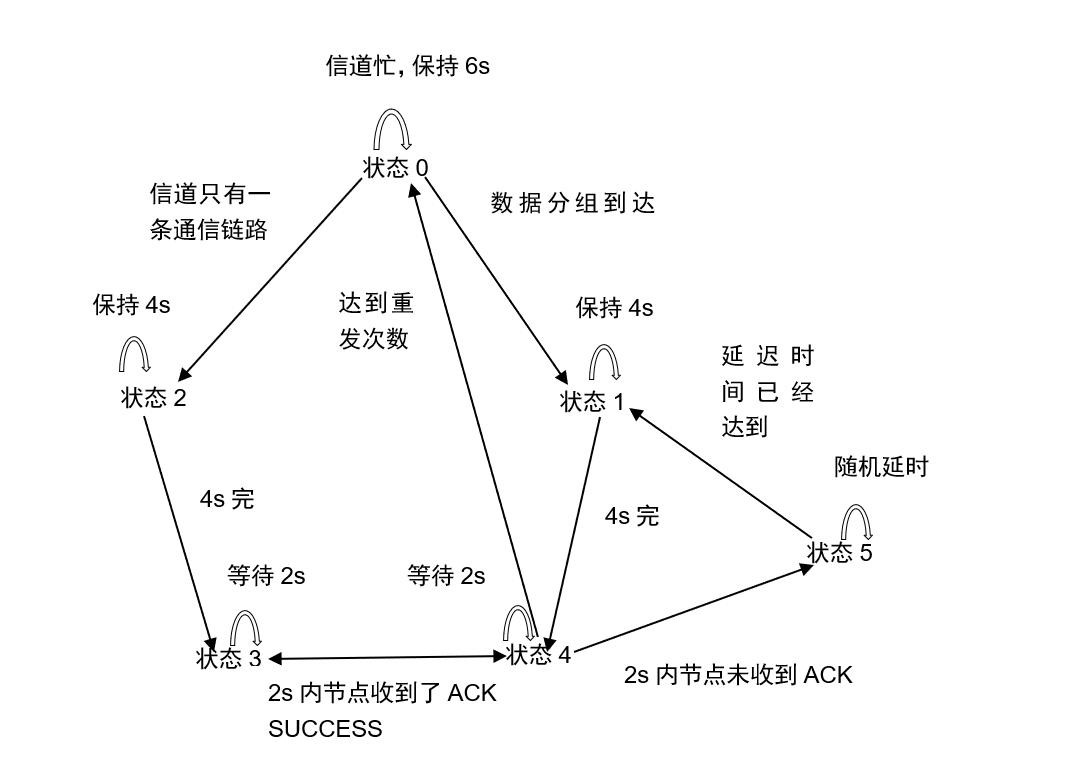 信道忙，保持 6s
状态 0
信道只有一
条通信链路
数据分组到达
保持 4s
达到重
发次数
保持 4s
延迟时
间已经
达到
状态 2
状态 1
随机延时
4s 完
4s 完
状态 5
等待 2s
等待 2s
状态 3
状态 4
2s 内节点收到了 ACK
SUCCESS
2s 内节点未收到 ACK